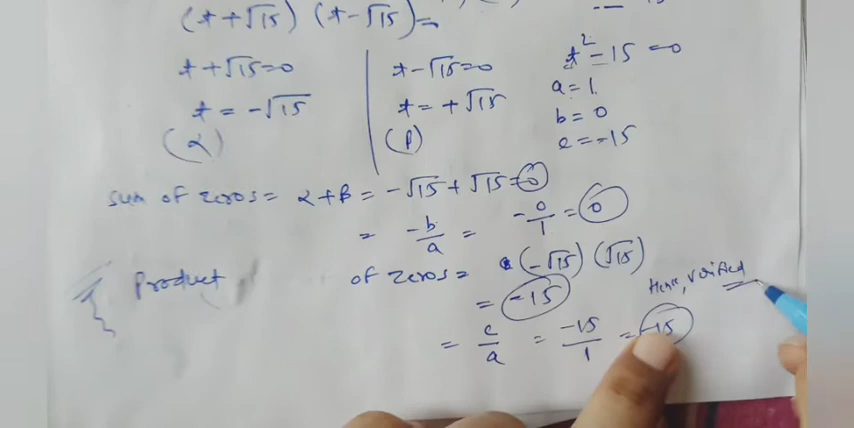 (t+√15) (t-√15)=
t+√15=0
t = -√15
(α)
t-√15=0
t = +√15
(β)
t²-15=0
a=1
b=0
c=-15
sum of zeros= α+β = -√15+√15=0
= -b/a = -0/1 = 0
Product of zeros= (-√15) (√15)
= -15
= c/a = -15/1 = -15
Hence, verified